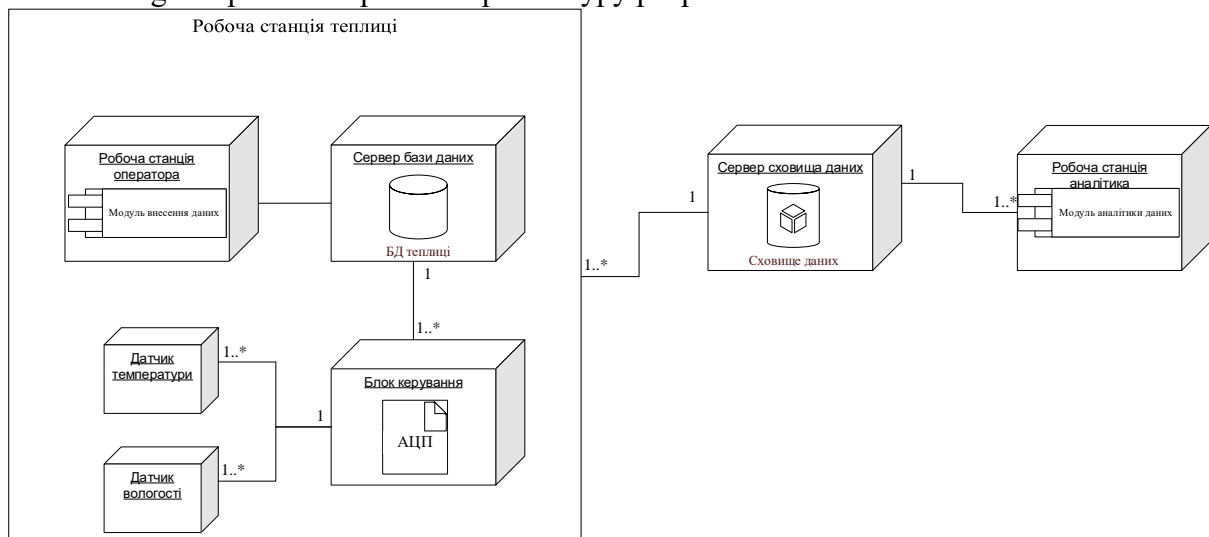 Робоча станція теплиці
Робоча станція
оператора
Модуль внесення даних
Сервер бази даних
БД теплиці
1
1..*
Датчик
температури
1..*
Датчик
вологості
1..*
1
Блок керування
АЦП
1..*
1
Сервер сховища даних
Сховище даних
1
1..*
Робоча станція
аналітика
Модуль аналітики даних